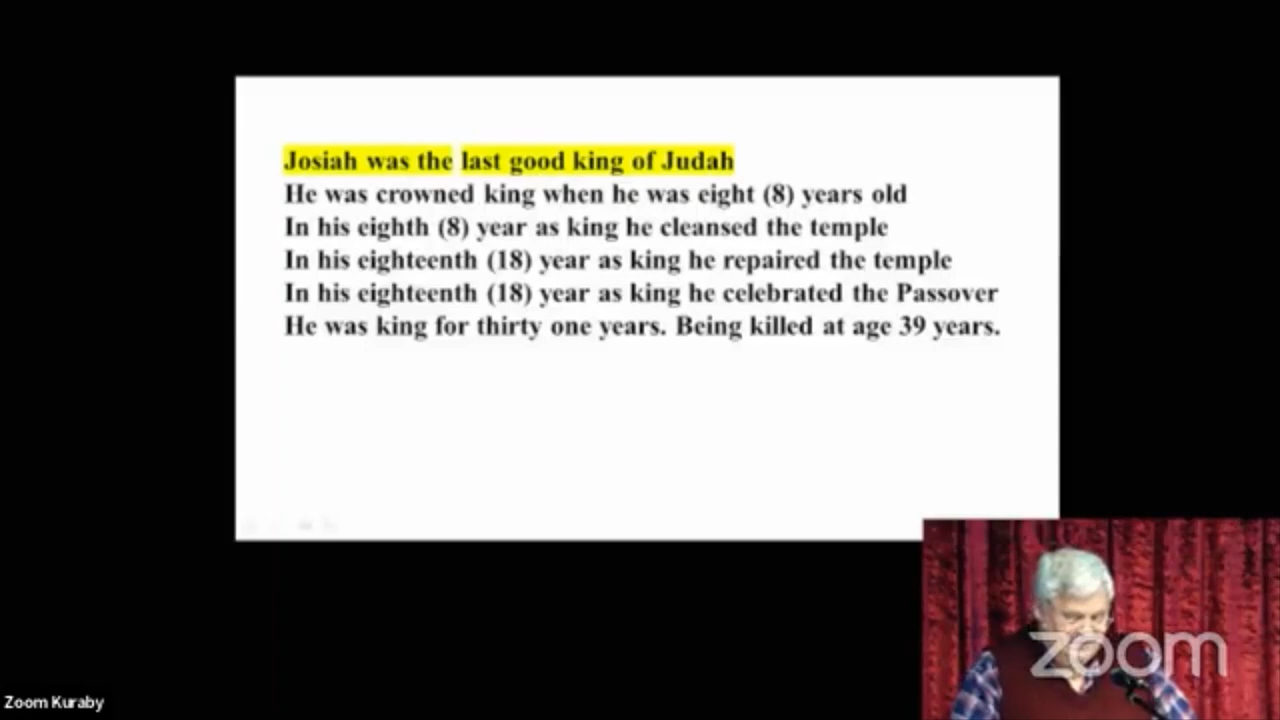 Josiah was the last good king of Judah
He was crowned king when he was eight (8) years old
In his eighth (8) year as king he cleansed the temple
In his eighteenth (18) year as king he repaired the temple
In his eighteenth (18) year as king he celebrated the Passover
He was king for thirty one years. Being killed at age 39 years.
zoom
Zoom Kuraby